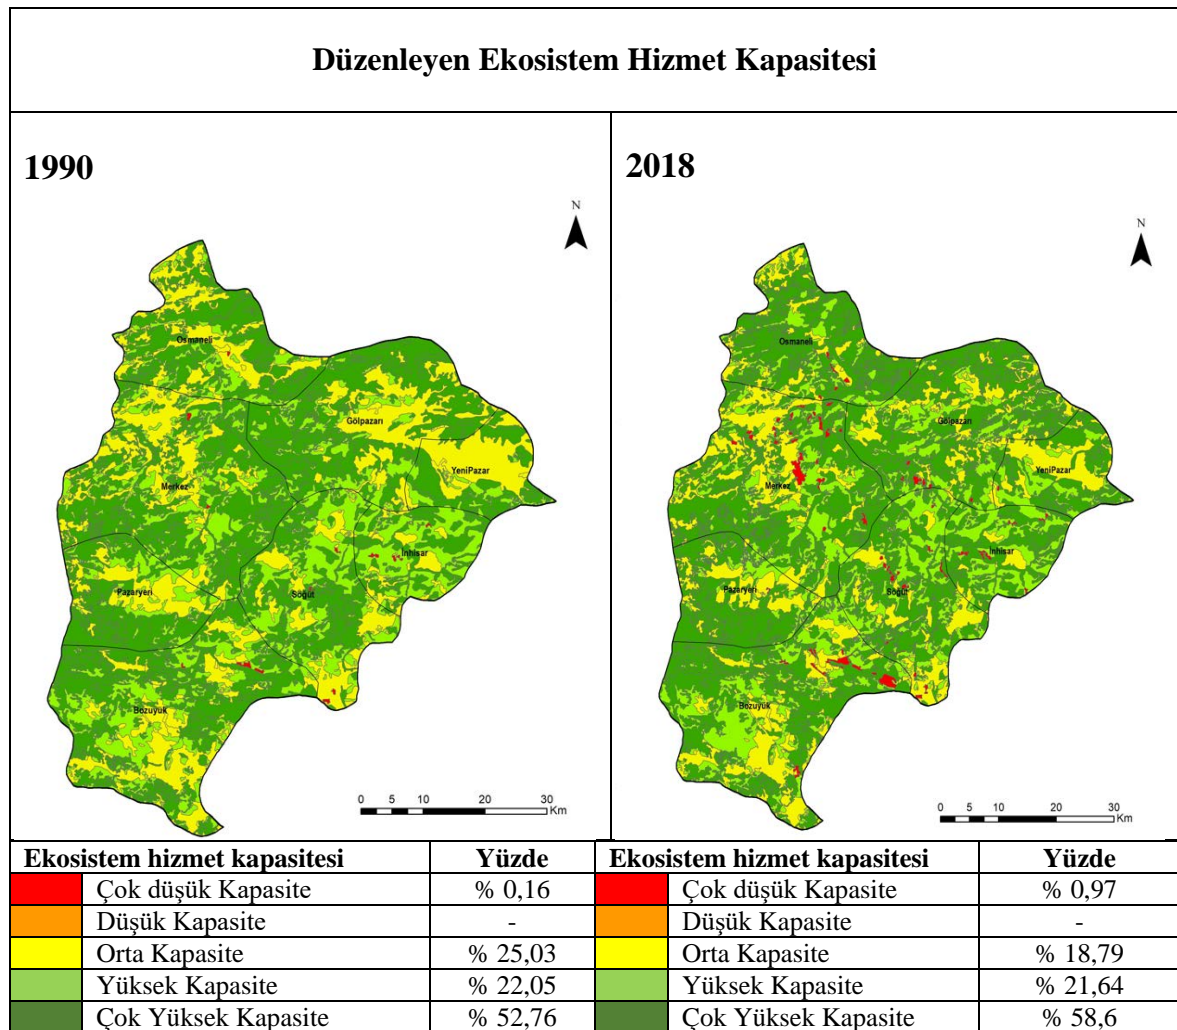 Düzenleyen Ekosistem Hizmet Kapasitesi
1990
N
Osmaneli
Gölpazarı
YeniPazar
Merkez
İnhisar
Pazaryeri
Söğüt
Bozüyük
0 5 10 20 30
Km
2018
N
Osmaneli
Gölpazarı
YeniPazar
Merkez
İnhisar
Pazaryeri
Söğüt
Bozüyük
0 5 10 20 30
Km
Ekosistem hizmet kapasitesi Yüzde Ekosistem hizmet kapasitesi Yüzde
Çok düşük Kapasite % 0,16 Çok düşük Kapasite % 0,97
Düşük Kapasite - Düşük Kapasite -
Orta Kapasite % 25,03 Orta Kapasite % 18,79
Yüksek Kapasite % 22,05 Yüksek Kapasite % 21,64
Çok Yüksek Kapasite % 52,76 Çok Yüksek Kapasite % 58,6